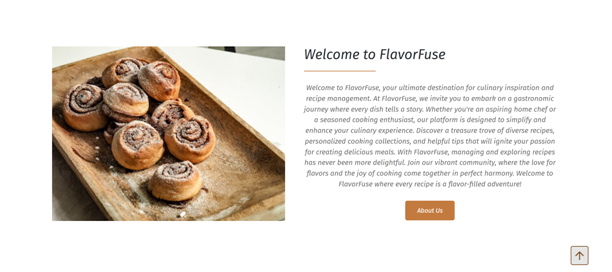 Welcome to FlavorFuse
Welcome to FlavorFuse, your ultimate destination for culinary inspiration and
recipe management. At FlavorFuse, we invite you to embark on a gastronomic
journey where every dish tells a story. Whether you're an aspiring home chef or
a seasoned cooking enthusiast, our platform is designed to simplify and
enhance your culinary experience. Discover a treasure trove of diverse recipes,
personalized cooking collections, and helpful tips that will ignite your passion
for creating delicious meals. With FlavorFuse, managing and exploring recipes
has never been more delightful. Join our vibrant community, where the love for
flavors and the joy of cooking come together in perfect harmony. Welcome to
FlavorFuse where every recipe is a flavor-filled adventure!
About Us